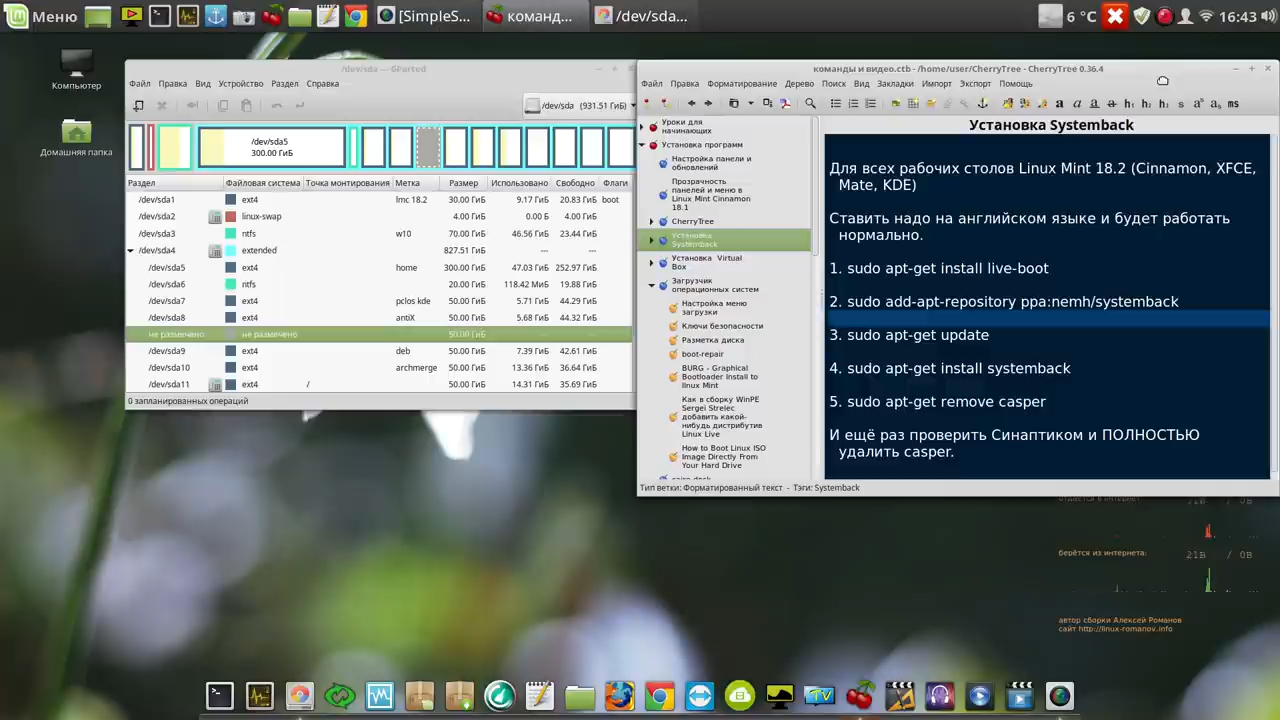 Меню
[SimpleS...
команд...
/dev/sda...
6 °C
16:43
Компьютер
Домашняя папка
/dev/sda — GParted
Файл Правка Вид Устройство Раздел Справка
/dev/sda (931.51 ГиБ)
/dev/sda5
300.00 ГиБ
Раздел Файловая система Точка монтирования Метка Размер Использовано Свободно Флаги
/dev/sda1 ext4 lmc 18.2 30.00 ГиБ 9.17 ГиБ 20.83 ГиБ boot
/dev/sda2 linux-swap 4.00 ГиБ 0.00 Б 4.00 ГиБ
/dev/sda3 ntfs w10 70.00 ГиБ 46.56 ГиБ 23.44 ГиБ
/dev/sda4 extended 827.51 ГиБ --- ---
/dev/sda5 ext4 home 300.00 ГиБ 47.03 ГиБ 252.97 ГиБ
/dev/sda6 ntfs 20.00 ГиБ 118.42 МиБ 19.88 ГиБ
/dev/sda7 ext4 pclos kde 50.00 ГиБ 5.71 ГиБ 44.29 ГиБ
/dev/sda8 ext4 antiX 50.00 ГиБ 5.68 ГиБ 44.32 ГиБ
не размечено не размечено 50.00 ГиБ --- ---
/dev/sda9 ext4 deb 50.00 ГиБ 7.39 ГиБ 42.61 ГиБ
/dev/sda10 ext4 archmerge 50.00 ГиБ 13.36 ГиБ 36.64 ГиБ
/dev/sda11 ext4 / 50.00 ГиБ 14.31 ГиБ 35.69 ГиБ
0 запланированных операций
команды и видео.ctb - /home/user/CherryTree - CherryTree 0.36.4
Файл Правка Форматирование Дерево Поиск Вид Закладки Импорт Экспорт Помощь
a a a a a h₁ h₂ h₃ s aˢ aₛ ms
Уроки для
начинающих
Установка программ
Настройка панели и
обновлений
Прозрачность
панелей и меню в
Linux Mint Cinnamon
18.1
CherryTree
Установка
Systemback
Установка Virtual
Box
Загрузчик
операционных систем
Настройка меню
загрузки
Ключи безопасности
Разметка диска
boot-repair
BURG - Graphical
Bootloader Install to
linux Mint
Как в сборку WinPE
Sergei Strelec
добавить какой-
нибудь дистрибутив
Linux Live
How to Boot Linux ISO
Image Directly From
Your Hard Drive
Установка Systemback
Для всех рабочих столов Linux Mint 18.2 (Cinnamon, XFCE,
Mate, KDE)
Ставить надо на английском языке и будет работать
нормально.
1. sudo apt-get install live-boot
2. sudo add-apt-repository ppa:nemh/systemback
3. sudo apt-get update
4. sudo apt-get install systemback
5. sudo apt-get remove casper
И ещё раз проверить Синаптиком и ПОЛНОСТЬЮ
удалить casper.
Тип ветки: Форматированный текст - Тэги: Systemback
берётся из интернета:
21B / 0B
автор сборки Алексей Романов
сайт http://linux-romanov.info
TV